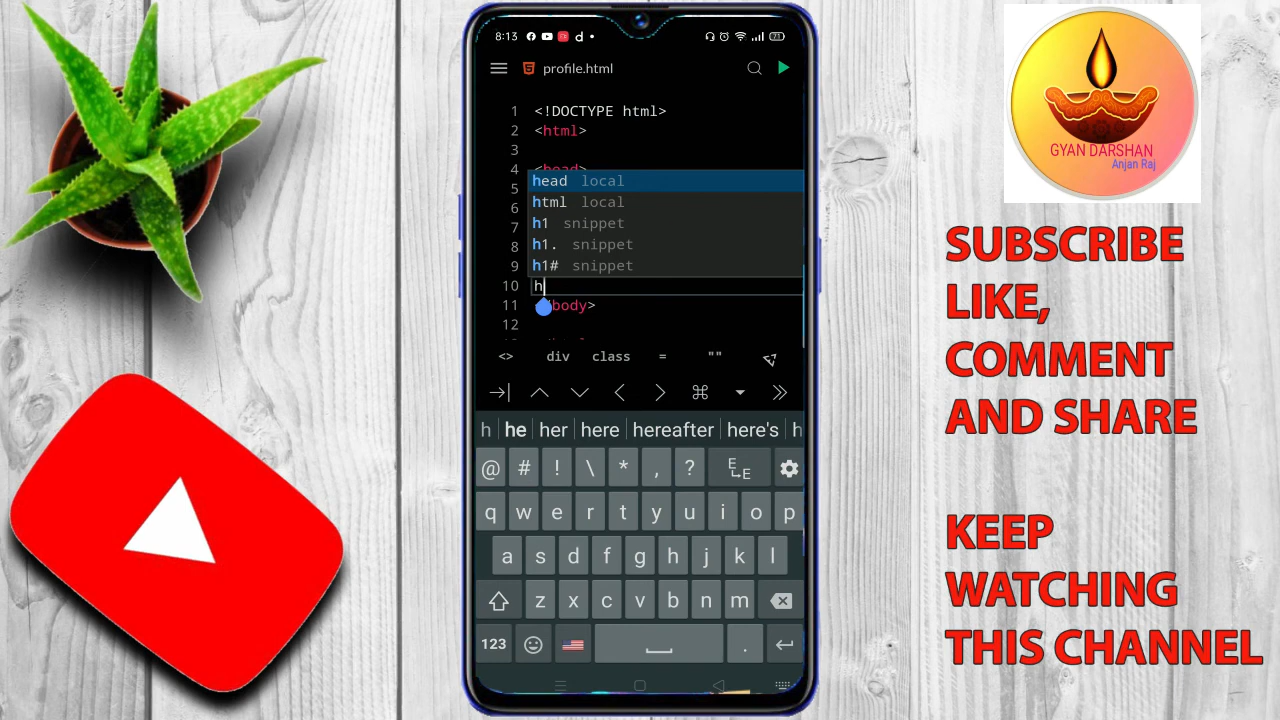 8:13
d
71
profile.html
1 <!DOCTYPE html>
2 <html>
3
4 <head>
5
6
7
8
9
head local
html local
h1 snippet
h1. snippet
h1# snippet
10 h
11 </body>
12
<> div class = ""
h he her here hereafter here's h
@ # ! \ * , ?
q w e r t y u i o p
a s d f g h j k l
z x c v b n m
123 .
GYAN DARSHAN
Anjan Raj
SUBSCRIBE
LIKE,
COMMENT
AND SHARE
KEEP
WATCHING
THIS CHANNEL